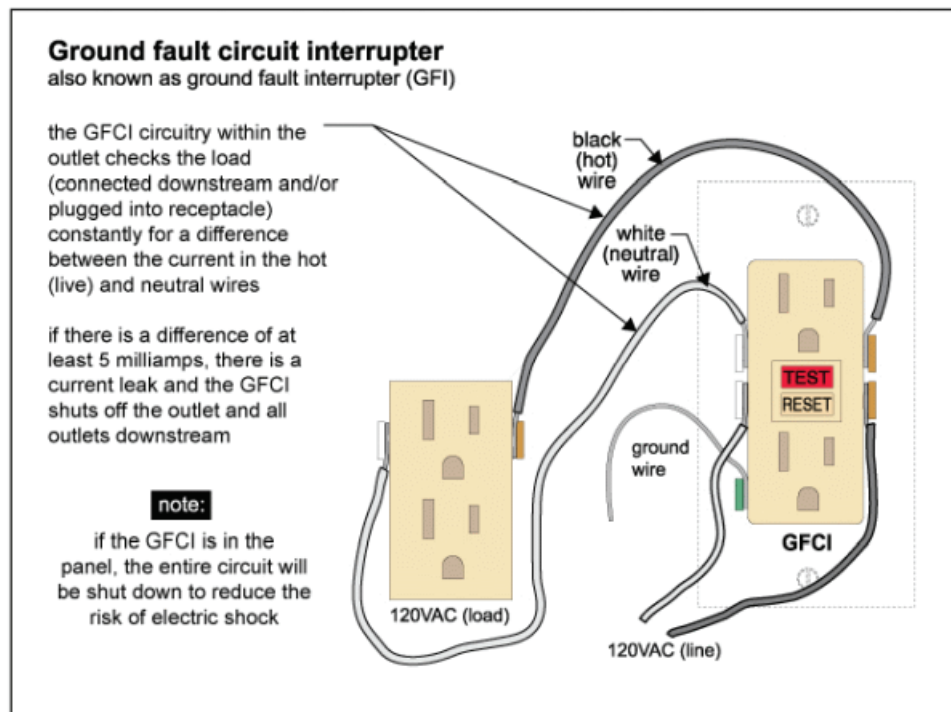 Ground fault circuit interrupter
also known as ground fault interrupter (GFI)
the GFCI circuitry within the
outlet checks the load
(connected downstream and/or
plugged into receptacle)
constantly for a difference
between the current in the hot
(live) and neutral wires
if there is a difference of at
least 5 milliamps, there is a
current leak and the GFCI
shuts off the outlet and all
outlets downstream
note:
if the GFCI is in the
panel, the entire circuit will
be shut down to reduce the
risk of electric shock
black
(hot)
wire
white
(neutral)
wire
TEST
RESET
ground
wire
GFCI
120VAC (load)
120VAC (line)